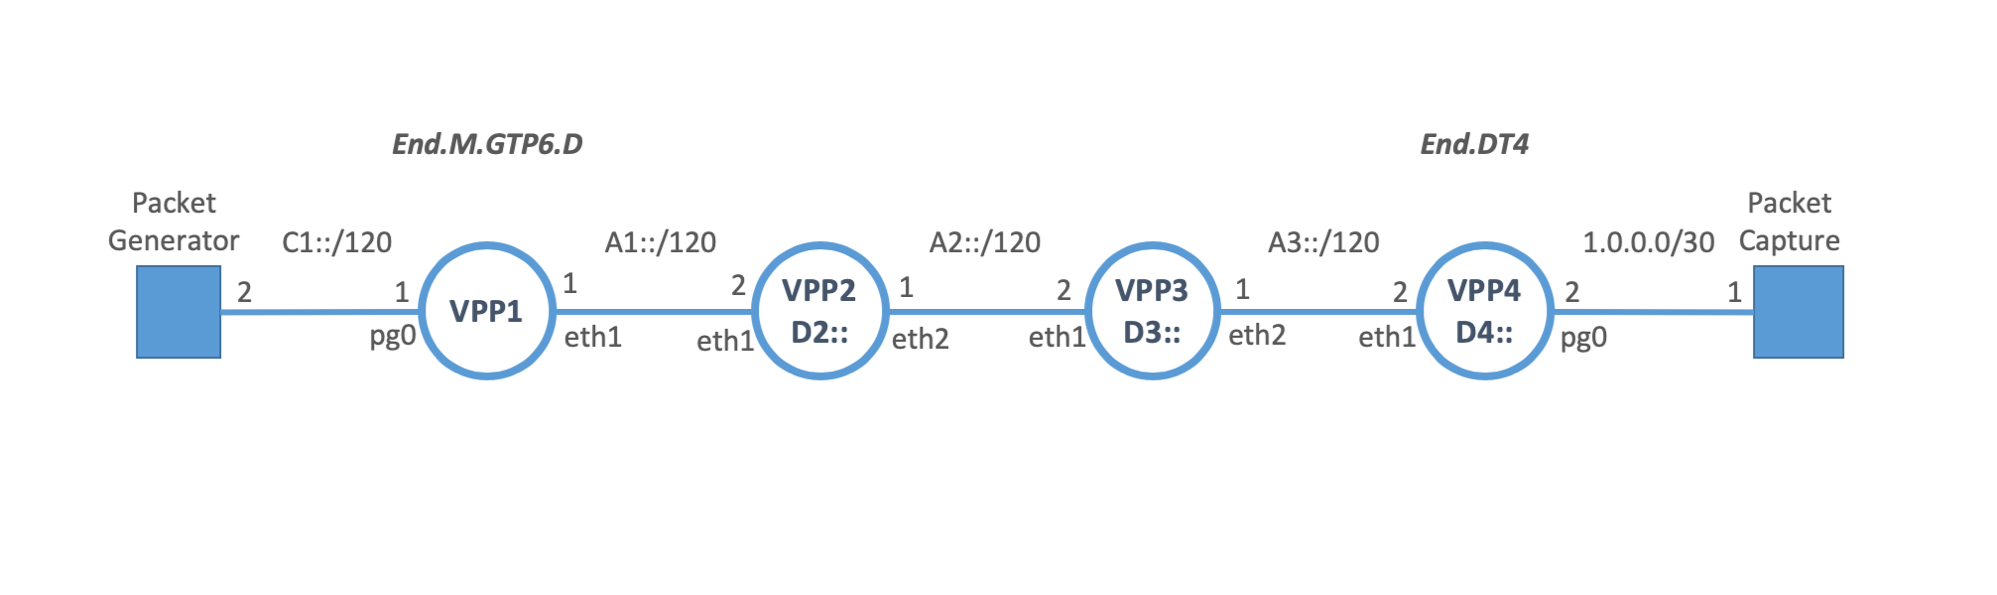 End.M.GTP6.D
End.DT4
Packet
Generator
C1::/120
A1::/120
A2::/120
A3::/120
1.0.0.0/30
Packet
Capture
2
1
pg0
VPP1
1
eth1
2
eth1
VPP2
D2::
1
eth2
2
eth1
VPP3
D3::
1
eth2
2
eth1
VPP4
D4::
2
pg0
1